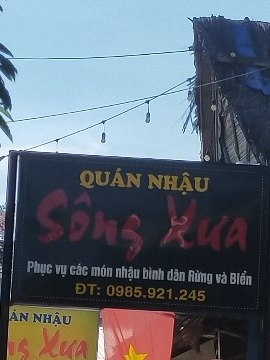 QUÁN NHẬU
Sông Xưa
Phục vụ các món nhậu bình dân Rừng và Biển
ĐT: 0985.921.245
ÁN NHẬU
ng Xưa